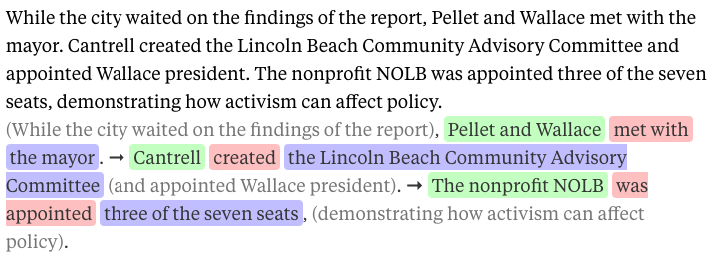 While the city waited on the findings of the report, Pellet and Wallace met with the
mayor. Cantrell created the Lincoln Beach Community Advisory Committee and
appointed Wallace president. The nonprofit NOLB was appointed three of the seven
seats, demonstrating how activism can affect policy.
(While the city waited on the findings of the report), Pellet and Wallace met with
the mayor. → Cantrell created the Lincoln Beach Community Advisory
Committee (and appointed Wallace president). → The nonprofit NOLB was
appointed three of the seven seats, (demonstrating how activism can affect
policy).